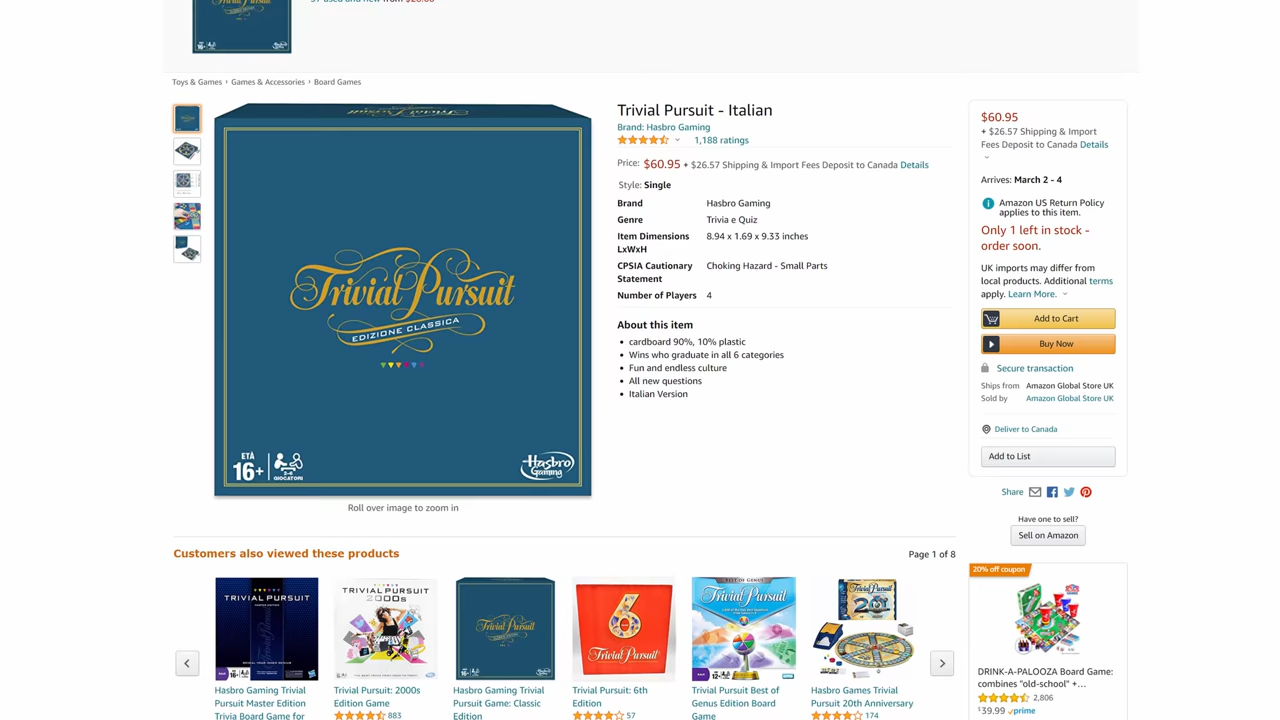 used and new from
Toys & Games › Games & Accessories › Board Games
Trivial Pursuit
EDIZIONE CLASSICA
ETÀ
16+
2-6
GIOCATORI
Hasbro
Gaming
Roll over image to zoom in
Trivial Pursuit - Italian
Brand: Hasbro Gaming
1,188 ratings
Price: $60.95 + $26.57 Shipping & Import Fees Deposit to Canada Details
Style: Single
Brand Hasbro Gaming
Genre Trivia e Quiz
Item Dimensions 8.94 x 1.69 x 9.33 inches
LxWxH
CPSIA Cautionary Choking Hazard - Small Parts
Statement
Number of Players 4
About this item
• cardboard 90%, 10% plastic
• Wins who graduate in all 6 categories
• Fun and endless culture
• All new questions
• Italian Version
$60.95
+ $26.57 Shipping & Import
Fees Deposit to Canada Details
Arrives: March 2 - 4
Amazon US Return Policy
applies to this item.
Only 1 left in stock -
order soon.
UK imports may differ from
local products. Additional terms
apply. Learn More.
Add to Cart
Buy Now
Secure transaction
Ships from Amazon Global Store UK
Sold by Amazon Global Store UK
Deliver to Canada
Add to List
Share
Have one to sell?
Sell on Amazon
Customers also viewed these products
Page 1 of 8
TRIVIAL PURSUIT
TRIVIAL PURSUIT
2000s
Trivial Pursuit
6
Trivial Pursuit
Trivial Pursuit
Hasbro Gaming Trivial
Pursuit Master Edition
Trivia Board Game for
Trivial Pursuit: 2000s
Edition Game
883
Hasbro Gaming Trivial
Pursuit Game: Classic
Edition
Trivial Pursuit: 6th
Edition
57
Trivial Pursuit Best of
Genus Edition Board
Game
Hasbro Games Trivial
Pursuit 20th Anniversary
174
20% off coupon
DRINK-A-PALOOZA Board Game:
combines "old-school" +...
2,806
$39.99 prime